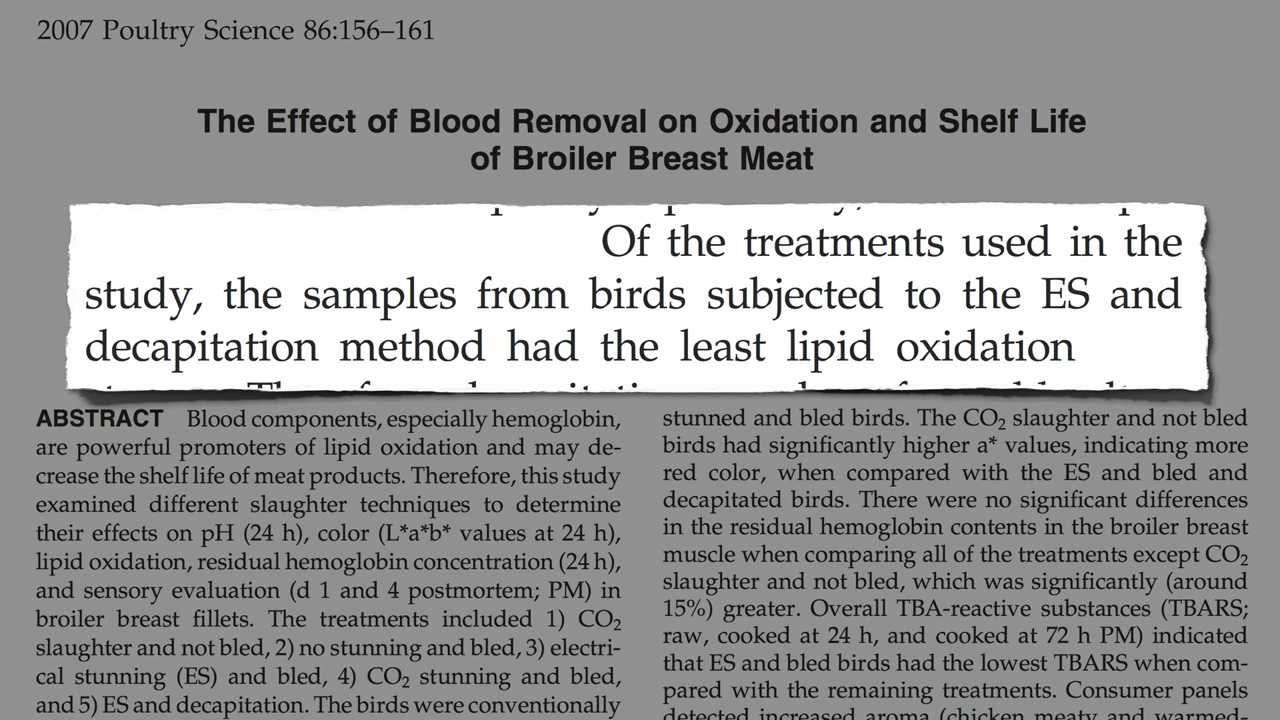 2007 Poultry Science 86:156–161
The Effect of Blood Removal on Oxidation and Shelf Life
of Broiler Breast Meat
Of the treatments used in the
study, the samples from birds subjected to the ES and
decapitation method had the least lipid oxidation
ABSTRACT Blood components, especially hemoglobin,
are powerful promoters of lipid oxidation and may de-
crease the shelf life of meat products. Therefore, this study
examined different slaughter techniques to determine
their effects on pH (24 h), color (L*a*b* values at 24 h),
lipid oxidation, residual hemoglobin concentration (24 h),
and sensory evaluation (d 1 and 4 postmortem; PM) in
broiler breast fillets. The treatments included 1) CO₂
slaughter and not bled, 2) no stunning and bled, 3) electri-
cal stunning (ES) and bled, 4) CO₂ stunning and bled,
and 5) ES and decapitation. The birds were conventionally
stunned and bled birds. The CO₂ slaughter and not bled
birds had significantly higher a* values, indicating more
red color, when compared with the ES and bled and
decapitated birds. There were no significant differences
in the residual hemoglobin contents in the broiler breast
muscle when comparing all of the treatments except CO₂
slaughter and not bled, which was significantly (around
15%) greater. Overall TBA-reactive substances (TBARS;
raw, cooked at 24 h, and cooked at 72 h PM) indicated
that ES and bled birds had the lowest TBARS when com-
pared with the remaining treatments. Consumer panels
detected increased aroma (chicken meaty and warmed-